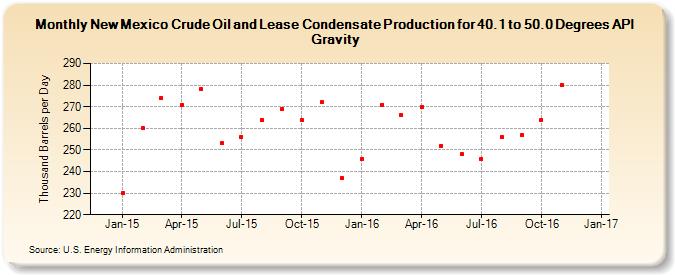 Monthly New Mexico Crude Oil and Lease Condensate Production for 40.1 to 50.0 Degrees API
Gravity
Thousand Barrels per Day
290
280
270
260
250
240
230
220
Jan-15 Apr-15 Jul-15 Oct-15 Jan-16 Apr-16 Jul-16 Oct-16 Jan-17
Source: U.S. Energy Information Administration